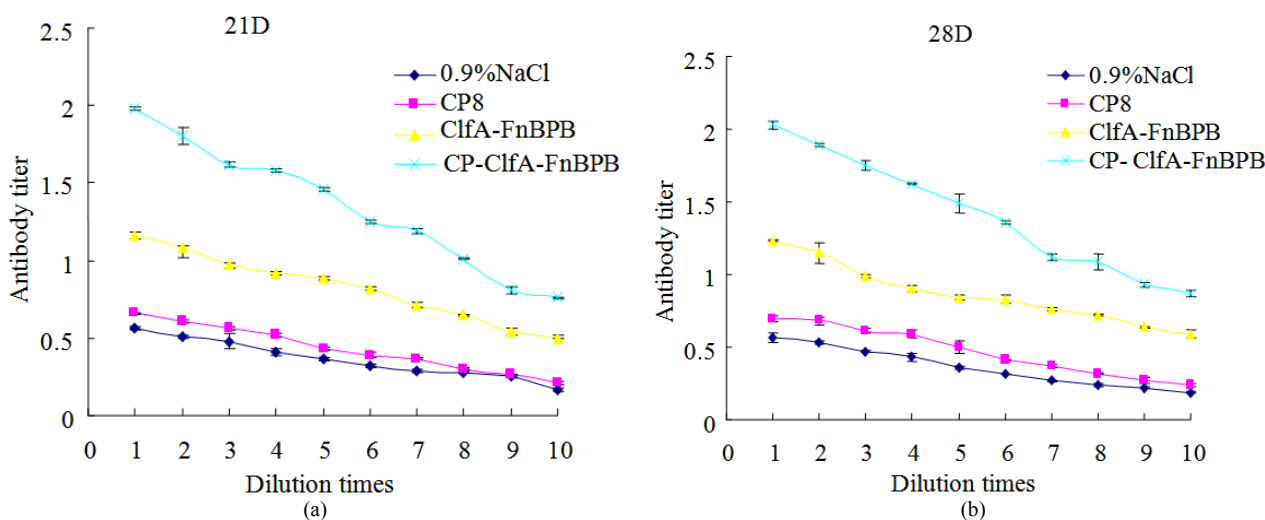 (a)
21D
2.5
2
1.5
1
0.5
0
Antibody titer
0.9%NaCl
CP8
ClfA-FnBPB
CP-ClfA-FnBPB
0 1 2 3 4 5 6 7 8 9 10
Dilution times
(a)
(b)
28D
2.5
2
1.5
1
0.5
0
Antibody titer
0.9%NaCl
CP8
ClfA-FnBPB
CP- ClfA-FnBPB
0 1 2 3 4 5 6 7 8 9 10
Dilution times
(b)